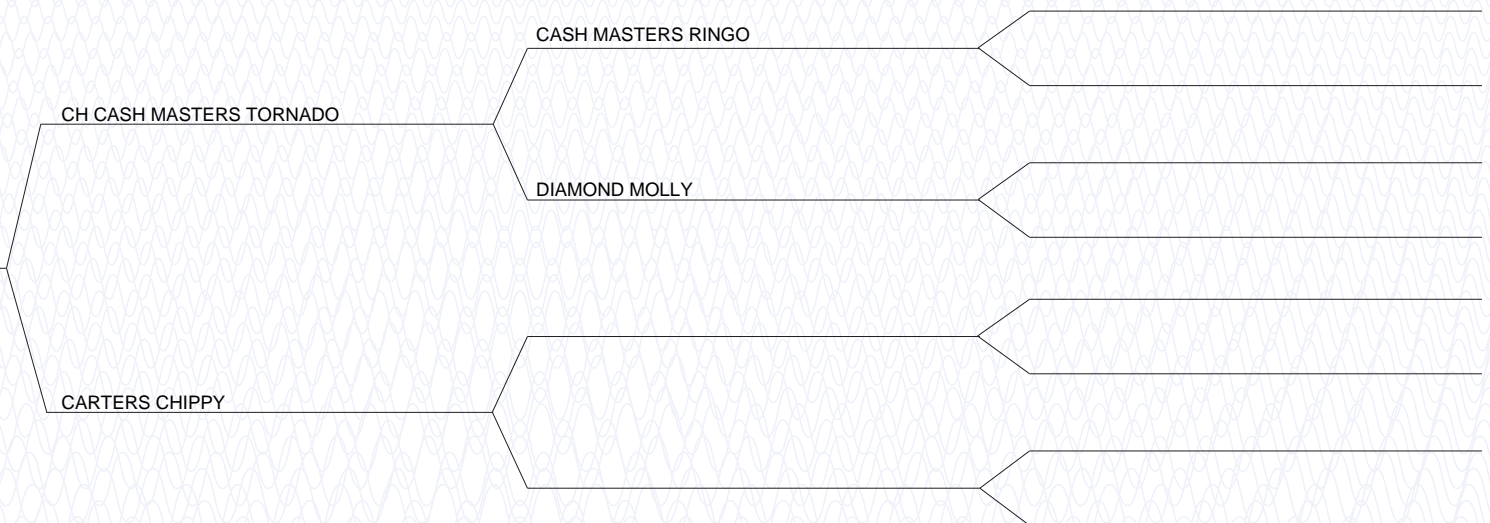 CASH MASTERS RINGO
CH CASH MASTERS TORNADO
DIAMOND MOLLY
CARTERS CHIPPY